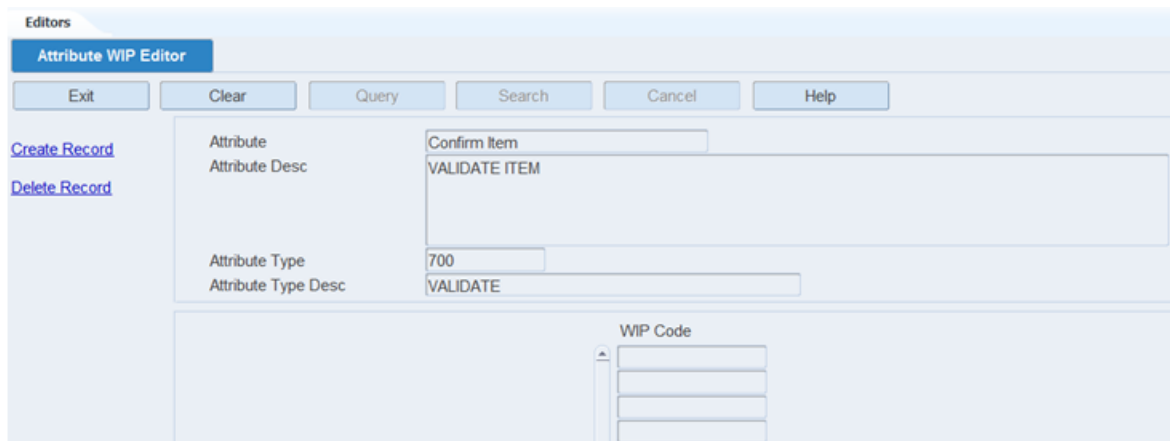 Editors
Attribute WIP Editor
Exit Clear Query Search Cancel Help
Create Record
Delete Record
Attribute Confirm Item
Attribute Desc VALIDATE ITEM
Attribute Type 700
Attribute Type Desc VALIDATE
WIP Code